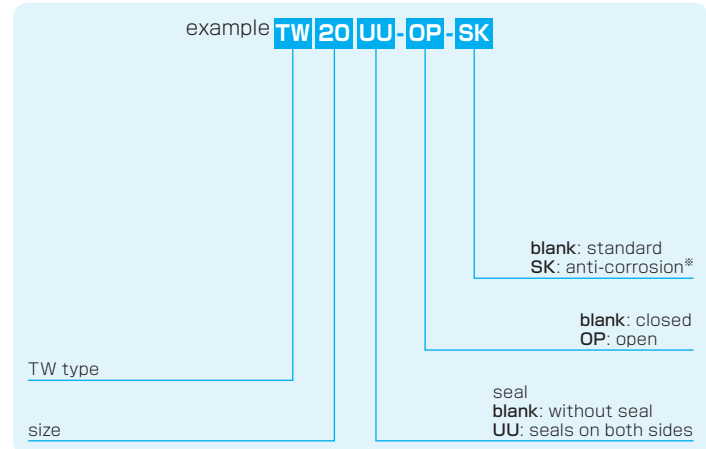 example TW 20 UU-OP-SK
blank: standard
SK: anti-corrosion※
blank: closed
OP: open
TW type
seal
blank: without seal
UU: seals on both sides
size